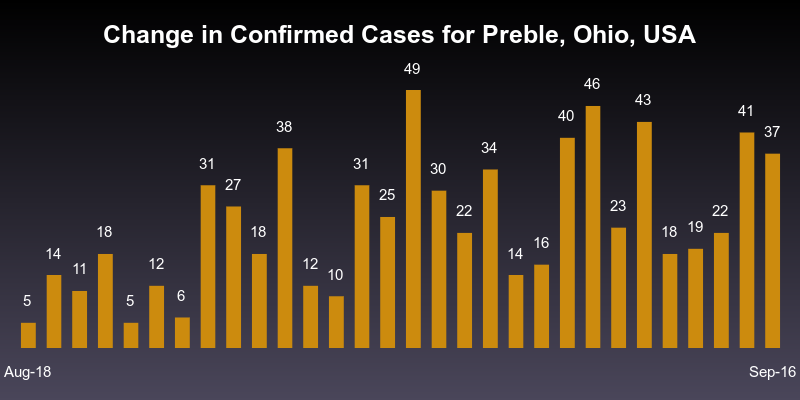 Change in Confirmed Cases for Preble, Ohio, USA
5 14 11 18 5 12 6 31 27 18 38 12 10 31 25 49 30 22 34 14 16 40 46 23 43 18 19 22 41 37
Aug-18 Sep-16